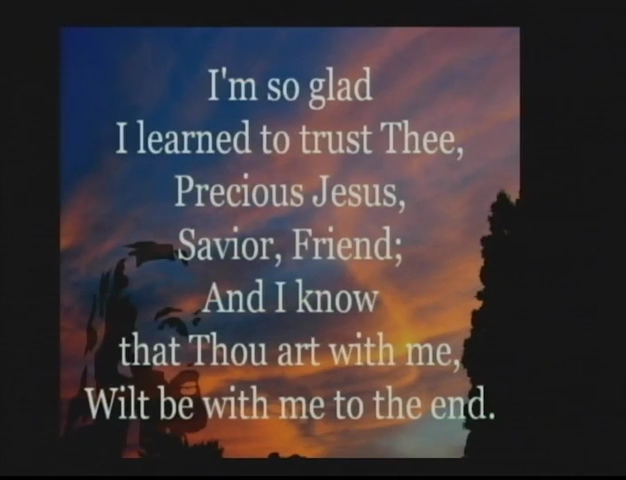 I'm so glad
I learned to trust Thee,
Precious Jesus,
Savior, Friend;
And I know
that Thou art with me,
Wilt be with me to the end.